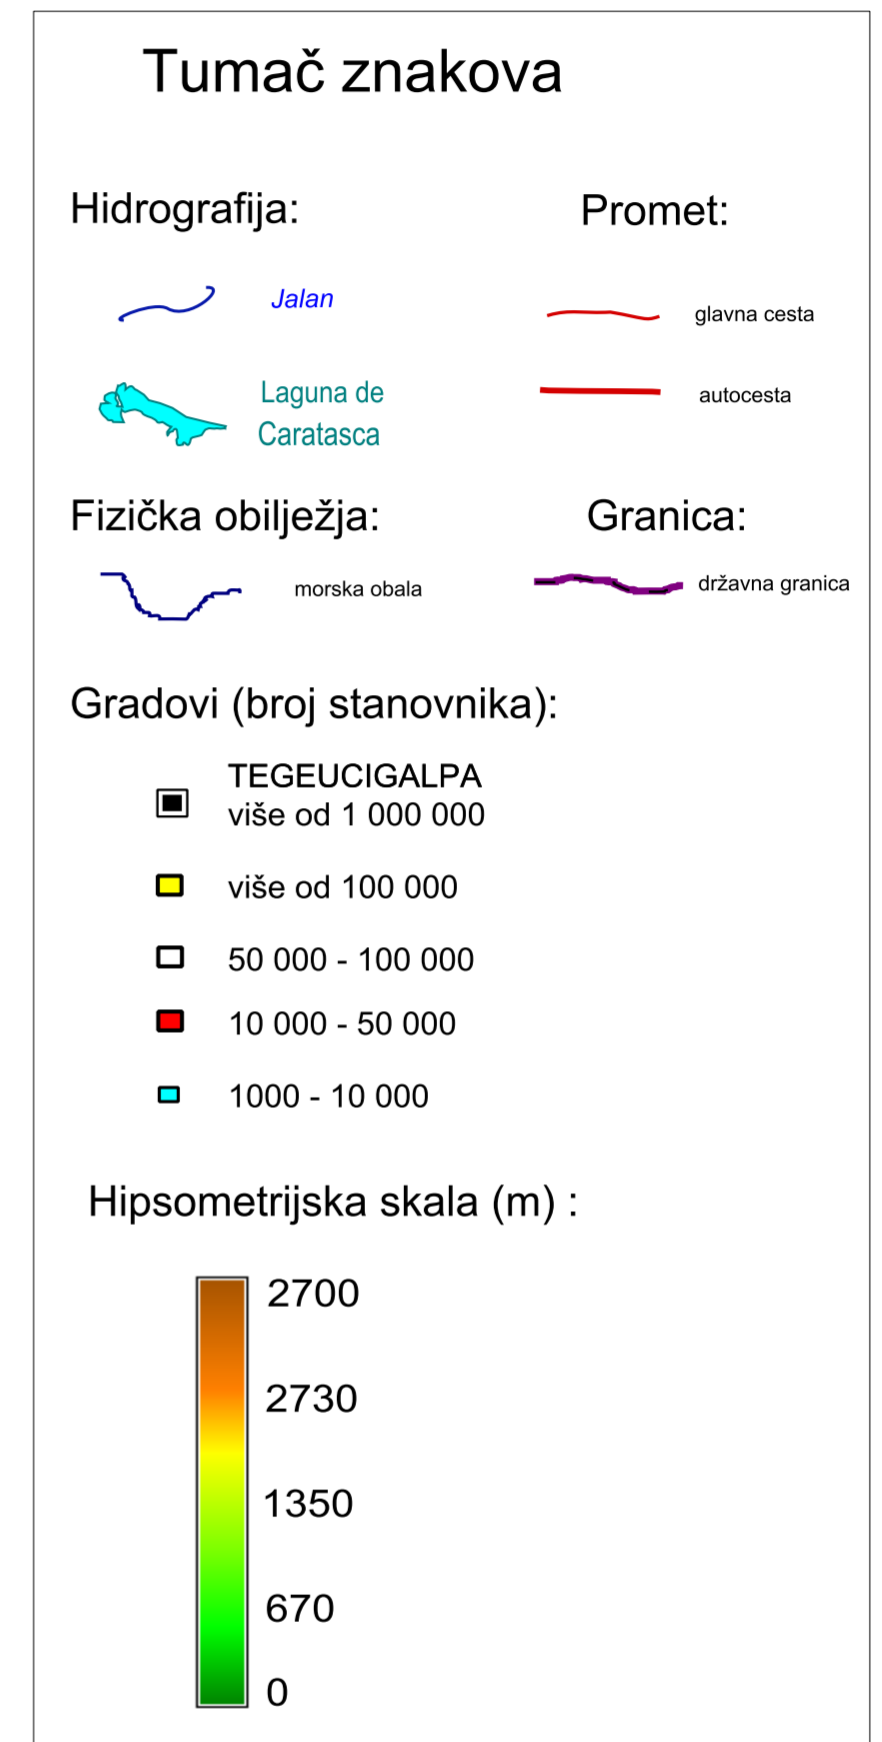 Tumač znakova
Hidrografija:
Jalan
Laguna de
Caratasca
Promet:
glavna cesta
autocesta
Fizička obilježja:
morska obala
Granica:
državna granica
Gradovi (broj stanovnika):
TEGEUCIGALPA
više od 1 000 000
više od 100 000
50 000 - 100 000
10 000 - 50 000
1000 - 10 000
Hipsometrijska skala (m) :
2700
2730
1350
670
0